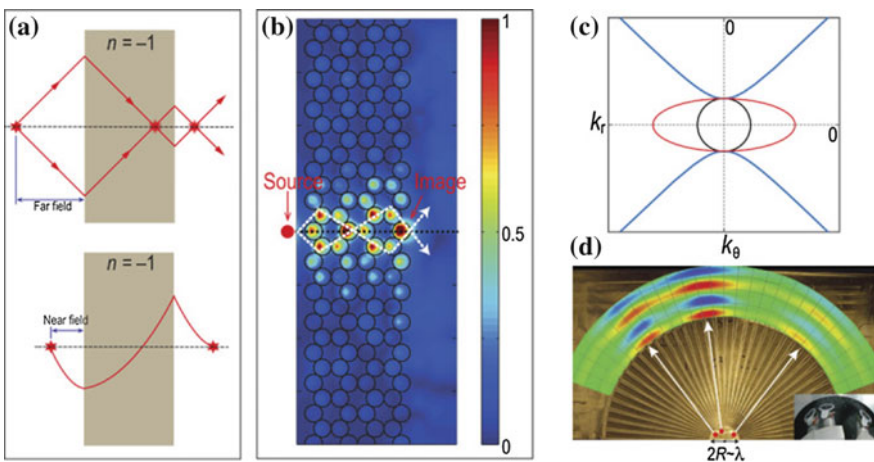 (a)
n = –1
Far field
n = –1
Near field
(b)
Source
Image
1
0.5
0
(c)
0
kr
0
kθ
(d)
2R~λ